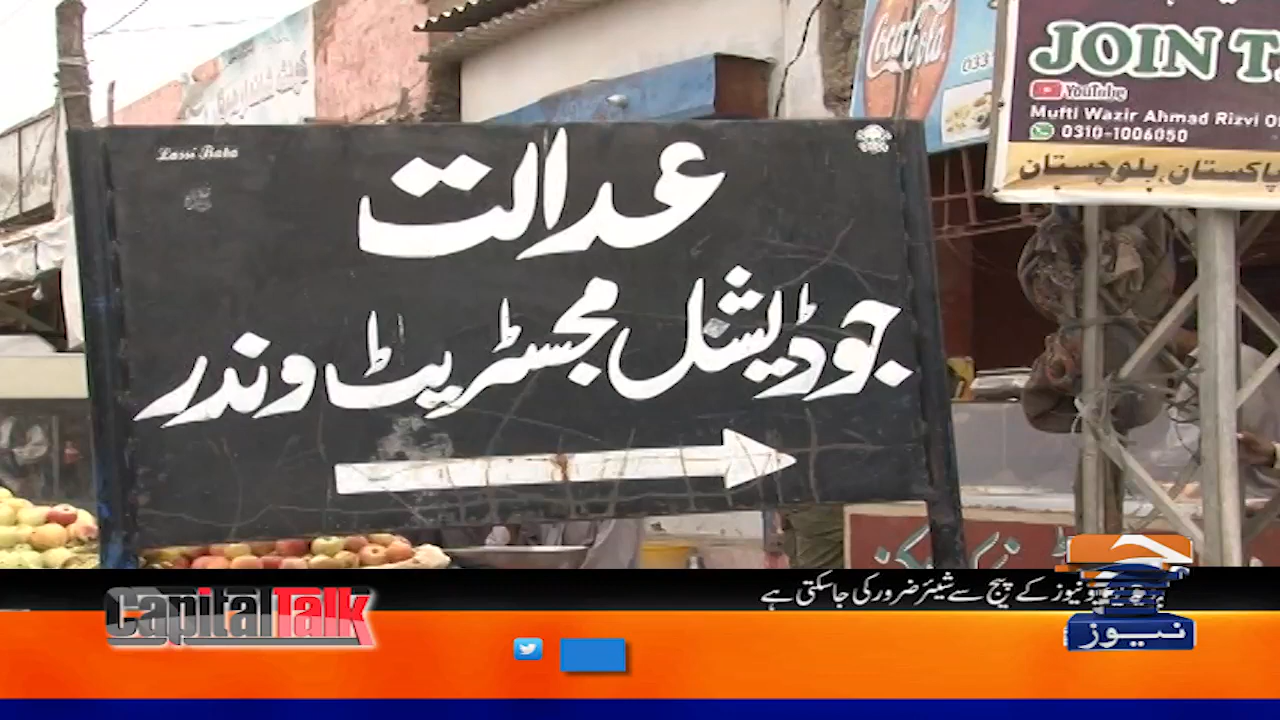 Lassi Baba
عدالت
جوڈیشل مجسٹریٹ وندر
Coca-Cola
033
JOIN T
YouTube
Mufti Wazir Ahmad Rizvi
0310-1006050
پاکستان بلوچستان
نیوز کے پیج سے شیئر ضرور کی جا سکتی ہے
Capital Talk
نیوز